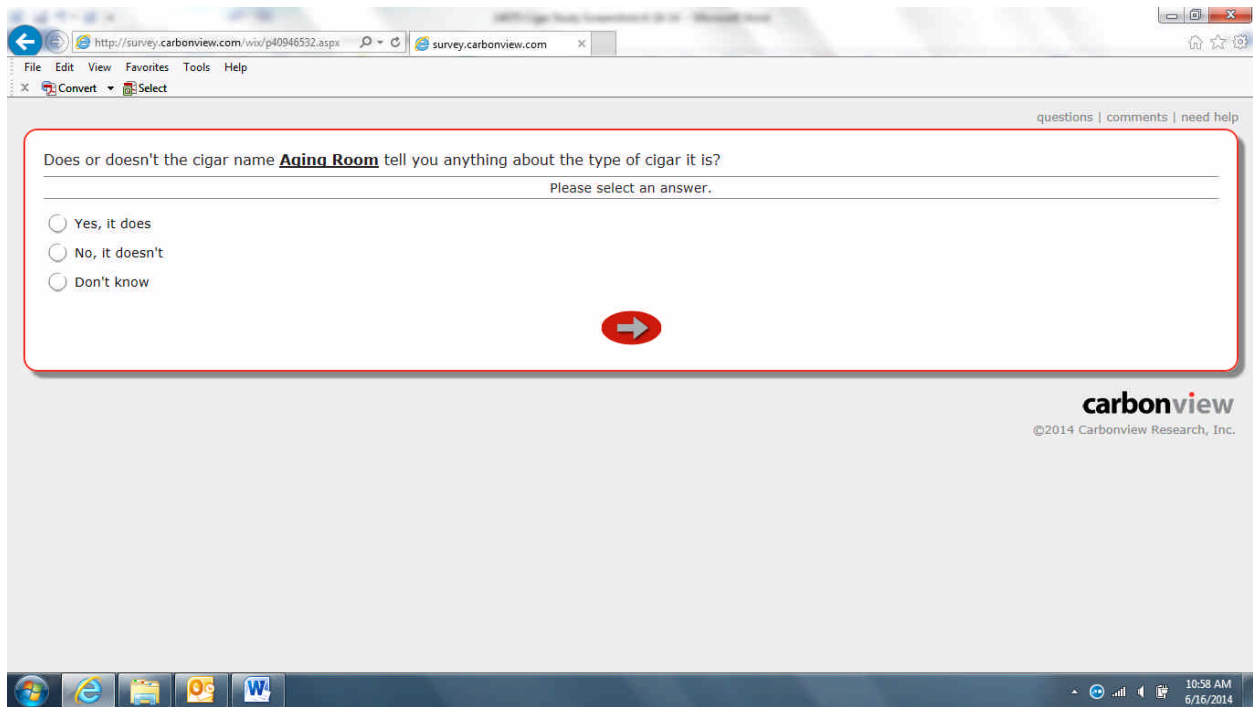 http://survey.carbonview.com/wix/p40946532.aspx
survey.carbonview.com
File Edit View Favorites Tools Help
Convert Select
questions | comments | need help
Does or doesn't the cigar name Aging Room tell you anything about the type of cigar it is?
Please select an answer.
Yes, it does
No, it doesn't
Don't know
carbonview
©2014 Carbonview Research, Inc.
10:58 AM
6/16/2014